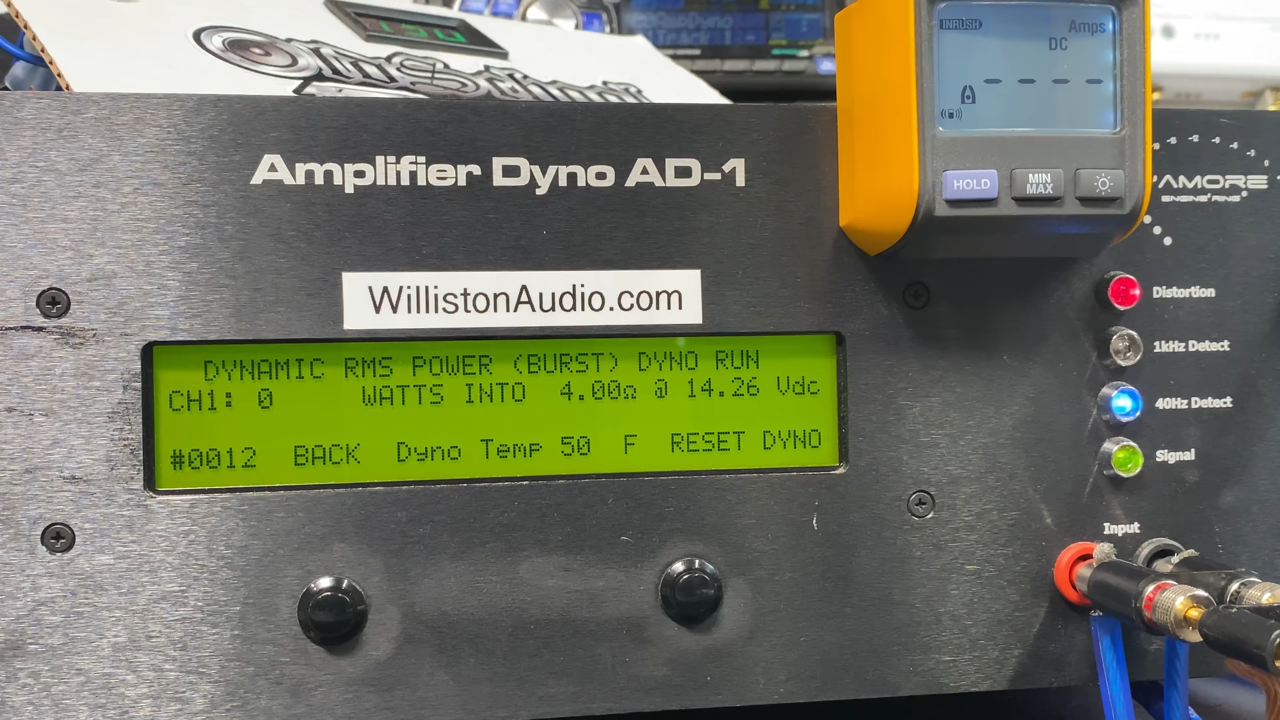 150
INRUSH
Amps
DC
- - - -
HOLD
MIN
MAX
Amplifier Dyno AD-1
AMORE
WillistonAudio.com
DYNAMIC RMS POWER (BURST) DYNO RUN
CH1: 0 WATTS INTO 4.00Ω @ 14.26 Vdc
#0012 BACK Dyno Temp 50 F RESET DYNO
Distortion
1kHz Detect
40Hz Detect
Signal
Input